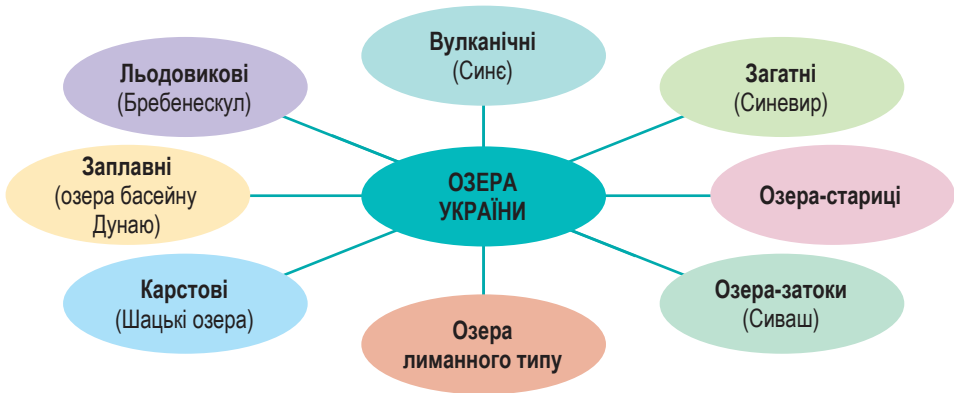 Вулканічні
(Синє)
Льодовикові
(Бребенескул)
Загатні
(Синевир)
Заплавні
(озера басейну
Дунаю)
ОЗЕРА
УКРАЇНИ
Озера-стариці
Карстові
(Шацькі озера)
Озера-затоки
(Сиваш)
Озера
лиманного типу